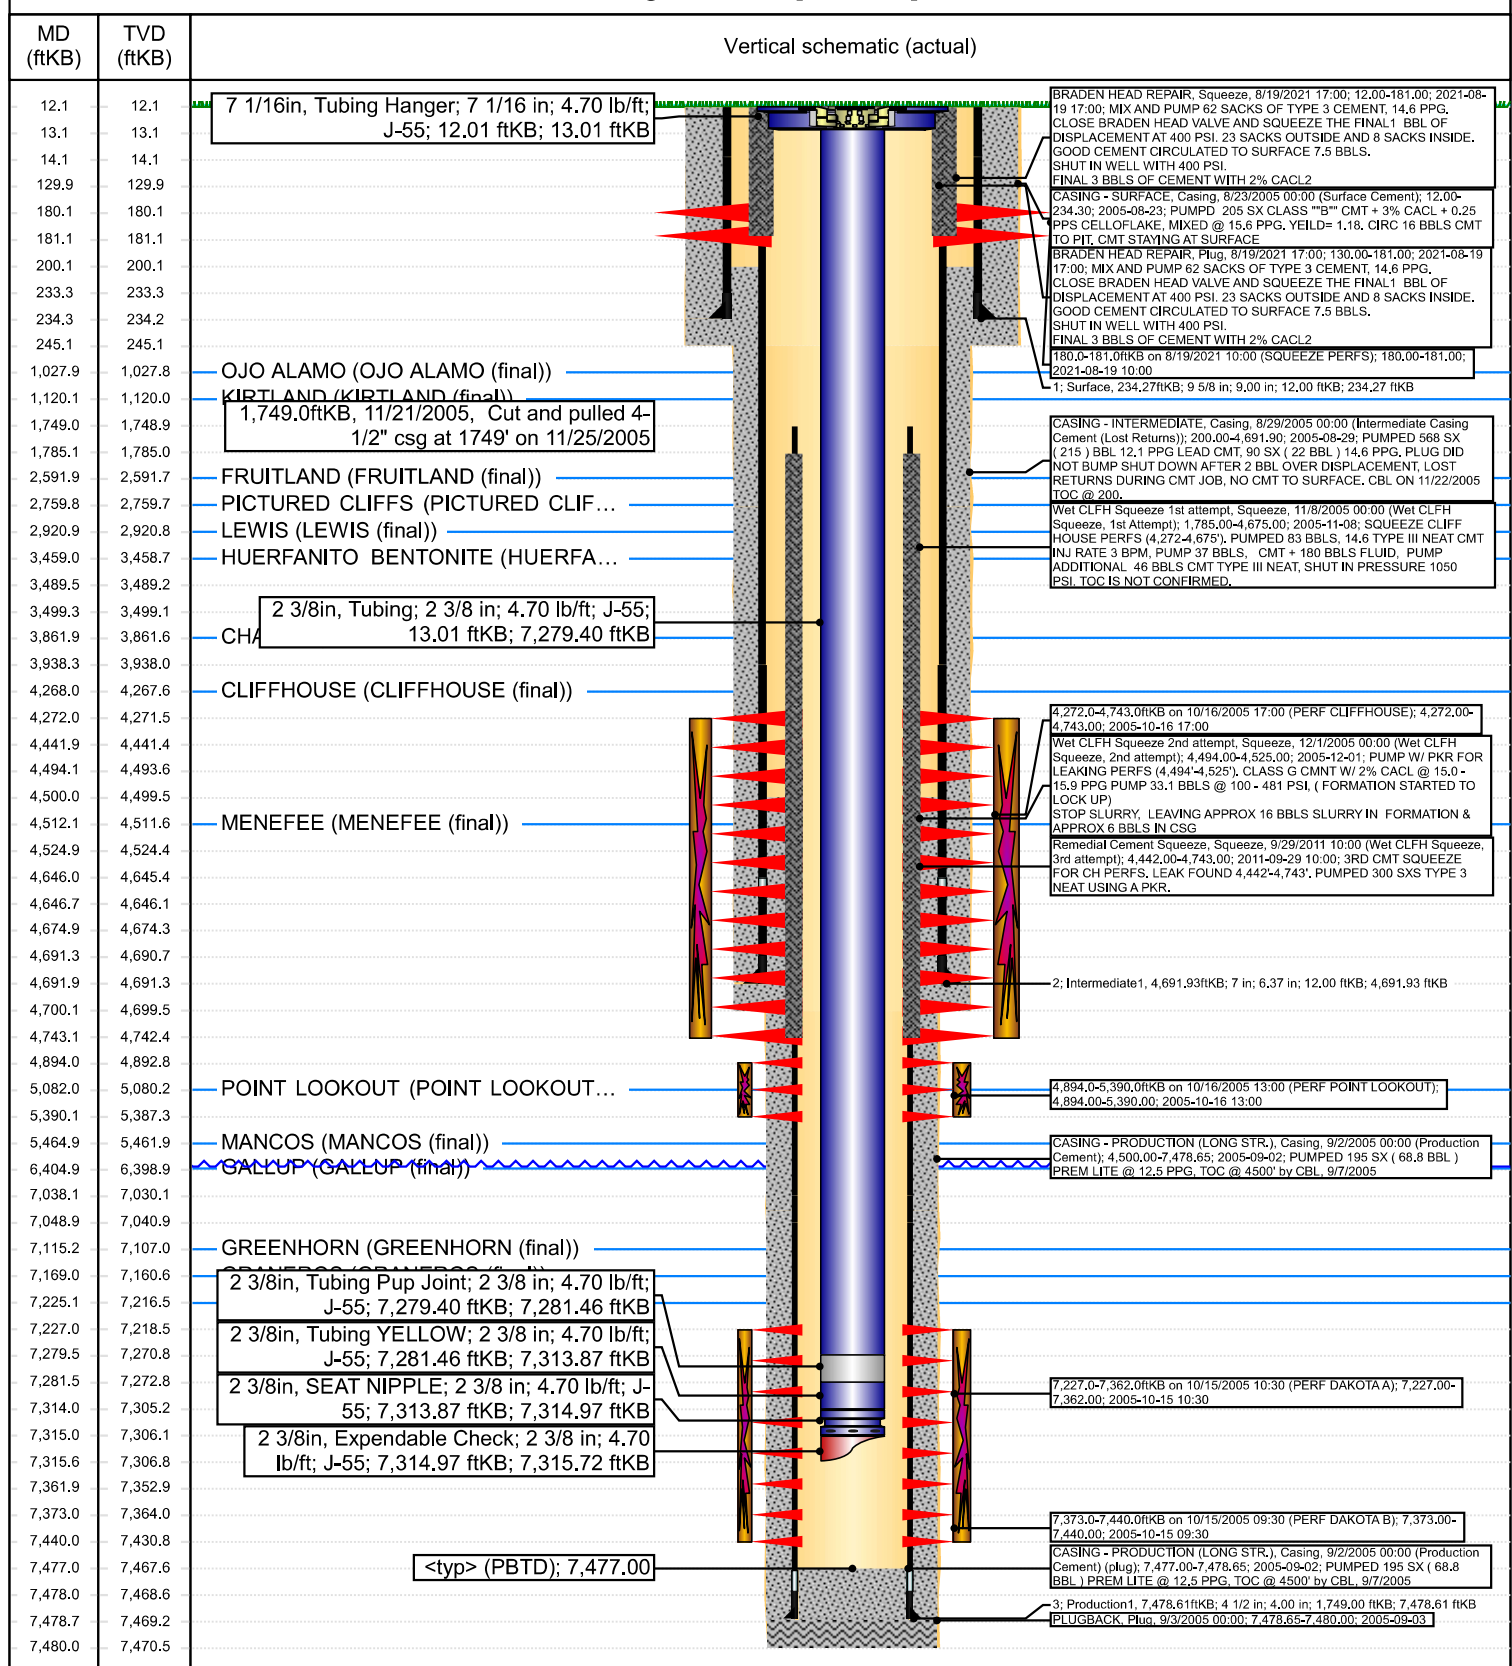 MD
(ftKB)
TVD
(ftKB)
Vertical schematic (actual)
12.1 12.1
13.1 13.1
14.1 14.1
129.9 129.9
180.1 180.1
181.1 181.1
200.1 200.1
233.3 233.3
234.3 234.2
245.1 245.1
1,027.9 1,027.8
1,120.1 1,120.0
1,749.0 1,748.9
1,785.1 1,785.0
2,591.9 2,591.7
2,759.8 2,759.7
2,920.9 2,920.8
3,459.0 3,458.7
3,489.5 3,489.2
3,499.3 3,499.1
3,861.9 3,861.6
3,938.3 3,938.0
4,268.0 4,267.6
4,272.0 4,271.5
4,441.9 4,441.4
4,494.1 4,493.6
4,500.0 4,499.5
4,512.1 4,511.6
4,524.9 4,524.4
4,646.0 4,645.4
4,646.7 4,646.1
4,674.9 4,674.3
4,691.3 4,690.7
4,691.9 4,691.3
4,700.1 4,699.5
4,743.1 4,742.4
4,894.0 4,892.8
5,082.0 5,080.2
5,390.1 5,387.3
5,464.9 5,461.9
6,404.9 6,398.9
7,038.1 7,030.1
7,048.9 7,040.9
7,115.2 7,107.0
7,169.0 7,160.6
7,225.1 7,216.5
7,227.0 7,218.5
7,279.5 7,270.8
7,281.5 7,272.8
7,314.0 7,305.2
7,315.0 7,306.1
7,315.6 7,306.8
7,361.9 7,352.9
7,373.0 7,364.0
7,440.0 7,430.8
7,477.0 7,467.6
7,478.0 7,468.6
7,478.7 7,469.2
7,480.0 7,470.5
7 1/16in, Tubing Hanger; 7 1/16 in; 4.70 lb/ft;
J-55; 12.01 ftKB; 13.01 ftKB
OJO ALAMO (OJO ALAMO (final))
KIRTLAND (KIRTLAND (final))
1,749.0ftKB, 11/21/2005, Cut and pulled 4-
1/2" csg at 1749' on 11/25/2005
FRUITLAND (FRUITLAND (final))
PICTURED CLIFFS (PICTURED CLIF...
LEWIS (LEWIS (final))
HUERFANITO BENTONITE (HUERFA...
2 3/8in, Tubing; 2 3/8 in; 4.70 lb/ft; J-55;
13.01 ftKB; 7,279.40 ftKB
CHA
CLIFFHOUSE (CLIFFHOUSE (final))
MENEFEE (MENEFEE (final))
POINT LOOKOUT (POINT LOOKOUT...
MANCOS (MANCOS (final))
GALLUP (GALLUP (final))
GREENHORN (GREENHORN (final))
2 3/8in, Tubing Pup Joint; 2 3/8 in; 4.70 lb/ft;
J-55; 7,279.40 ftKB; 7,281.46 ftKB
2 3/8in, Tubing YELLOW; 2 3/8 in; 4.70 lb/ft;
J-55; 7,281.46 ftKB; 7,313.87 ftKB
2 3/8in, SEAT NIPPLE; 2 3/8 in; 4.70 lb/ft; J-
55; 7,313.87 ftKB; 7,314.97 ftKB
2 3/8in, Expendable Check; 2 3/8 in; 4.70
lb/ft; J-55; 7,314.97 ftKB; 7,315.72 ftKB
<typ> (PBTD); 7,477.00
BRADEN HEAD REPAIR, Squeeze, 8/19/2021 17:00; 12.00-181.00; 2021-08-
19 17:00; MIX AND PUMP 62 SACKS OF TYPE 3 CEMENT, 14.6 PPG.
CLOSE BRADEN HEAD VALVE AND SQUEEZE THE FINAL1 BBL OF
DISPLACEMENT AT 400 PSI. 23 SACKS OUTSIDE AND 8 SACKS INSIDE.
GOOD CEMENT CIRCULATED TO SURFACE 7.5 BBLS.
SHUT IN WELL WITH 400 PSI.
FINAL 3 BBLS OF CEMENT WITH 2% CACL2
CASING - SURFACE, Casing, 8/23/2005 00:00 (Surface Cement); 12.00-
234.30; 2005-08-23; PUMPD 205 SX CLASS ""B"" CMT + 3% CACL + 0.25
PPS CELLOFLAKE, MIXED @ 15.6 PPG. YEILD= 1.18. CIRC 16 BBLS CMT
TO PIT, CMT STAYING AT SURFACE
BRADEN HEAD REPAIR, Plug, 8/19/2021 17:00; 130.00-181.00; 2021-08-19
17:00; MIX AND PUMP 62 SACKS OF TYPE 3 CEMENT, 14.6 PPG.
CLOSE BRADEN HEAD VALVE AND SQUEEZE THE FINAL1 BBL OF
DISPLACEMENT AT 400 PSI. 23 SACKS OUTSIDE AND 8 SACKS INSIDE.
GOOD CEMENT CIRCULATED TO SURFACE 7.5 BBLS.
SHUT IN WELL WITH 400 PSI.
FINAL 3 BBLS OF CEMENT WITH 2% CACL2
180.0-181.0ftKB on 8/19/2021 10:00 (SQUEEZE PERFS); 180.00-181.00;
2021-08-19 10:00
1; Surface, 234.27ftKB; 9 5/8 in; 9.00 in; 12.00 ftKB; 234.27 ftKB
CASING - INTERMEDIATE, Casing, 8/29/2005 00:00 (Intermediate Casing
Cement (Lost Returns)); 200.00-4,691.90; 2005-08-29; PUMPED 568 SX
( 215 ) BBL 12.1 PPG LEAD CMT, 90 SX ( 22 BBL ) 14.6 PPG. PLUG DID
NOT BUMP SHUT DOWN AFTER 2 BBL OVER DISPLACEMENT, LOST
RETURNS DURING CMT JOB, NO CMT TO SURFACE. CBL ON 11/22/2005
TOC @ 200.
Wet CLFH Squeeze 1st attempt, Squeeze, 11/8/2005 00:00 (Wet CLFH
Squeeze, 1st Attempt); 1,785.00-4,675.00; 2005-11-08; SQUEEZE CLIFF
HOUSE PERFS (4,272-4,675'). PUMPED 83 BBLS, 14.6 TYPE III NEAT CMT
INJ RATE 3 BPM, PUMP 37 BBLS, CMT + 180 BBLS FLUID, PUMP
ADDITIONAL 46 BBLS CMT TYPE III NEAT, SHUT IN PRESSURE 1050
PSI. TOC IS NOT CONFIRMED.
4,272.0-4,743.0ftKB on 10/16/2005 17:00 (PERF CLIFFHOUSE); 4,272.00-
4,743.00; 2005-10-16 17:00
Wet CLFH Squeeze 2nd attempt, Squeeze, 12/1/2005 00:00 (Wet CLFH
Squeeze, 2nd attempt); 4,494.00-4,525.00; 2005-12-01; PUMP W/ PKR FOR
LEAKING PERFS (4,494'-4,525'). CLASS G CMNT W/ 2% CACL @ 15.0 -
15.9 PPG PUMP 33.1 BBLS @ 100 - 481 PSI, ( FORMATION STARTED TO
LOCK UP)
STOP SLURRY, LEAVING APPROX 16 BBLS SLURRY IN FORMATION &
APPROX 6 BBLS IN CSG
Remedial Cement Squeeze, Squeeze, 9/29/2011 10:00 (Wet CLFH Squeeze,
3rd attempt); 4,442.00-4,743.00; 2011-09-29 10:00; 3RD CMT SQUEEZE
FOR CH PERFS. LEAK FOUND 4,442'-4,743'. PUMPED 300 SXS TYPE 3
NEAT USING A PKR.
2; Intermediate1, 4,691.93ftKB; 7 in; 6.37 in; 12.00 ftKB; 4,691.93 ftKB
4,894.0-5,390.0ftKB on 10/16/2005 13:00 (PERF POINT LOOKOUT);
4,894.00-5,390.00; 2005-10-16 13:00
CASING - PRODUCTION (LONG STR.), Casing, 9/2/2005 00:00 (Production
Cement); 4,500.00-7,478.65; 2005-09-02; PUMPED 195 SX ( 68.8 BBL )
PREM LITE @ 12.5 PPG, TOC @ 4500' by CBL, 9/7/2005
7,227.0-7,362.0ftKB on 10/15/2005 10:30 (PERF DAKOTA A); 7,227.00-
7,362.00; 2005-10-15 10:30
7,373.0-7,440.0ftKB on 10/15/2005 09:30 (PERF DAKOTA B); 7,373.00-
7,440.00; 2005-10-15 09:30
CASING - PRODUCTION (LONG STR.), Casing, 9/2/2005 00:00 (Production
Cement) (plug); 7,477.00-7,478.65; 2005-09-02; PUMPED 195 SX ( 68.8
BBL ) PREM LITE @ 12.5 PPG, TOC @ 4500' by CBL, 9/7/2005
3; Production1, 7,478.61ftKB; 4 1/2 in; 4.00 in; 1,749.00 ftKB; 7,478.61 ftKB
PLUGBACK, Plug, 9/3/2005 00:00; 7,478.65-7,480.00; 2005-09-03